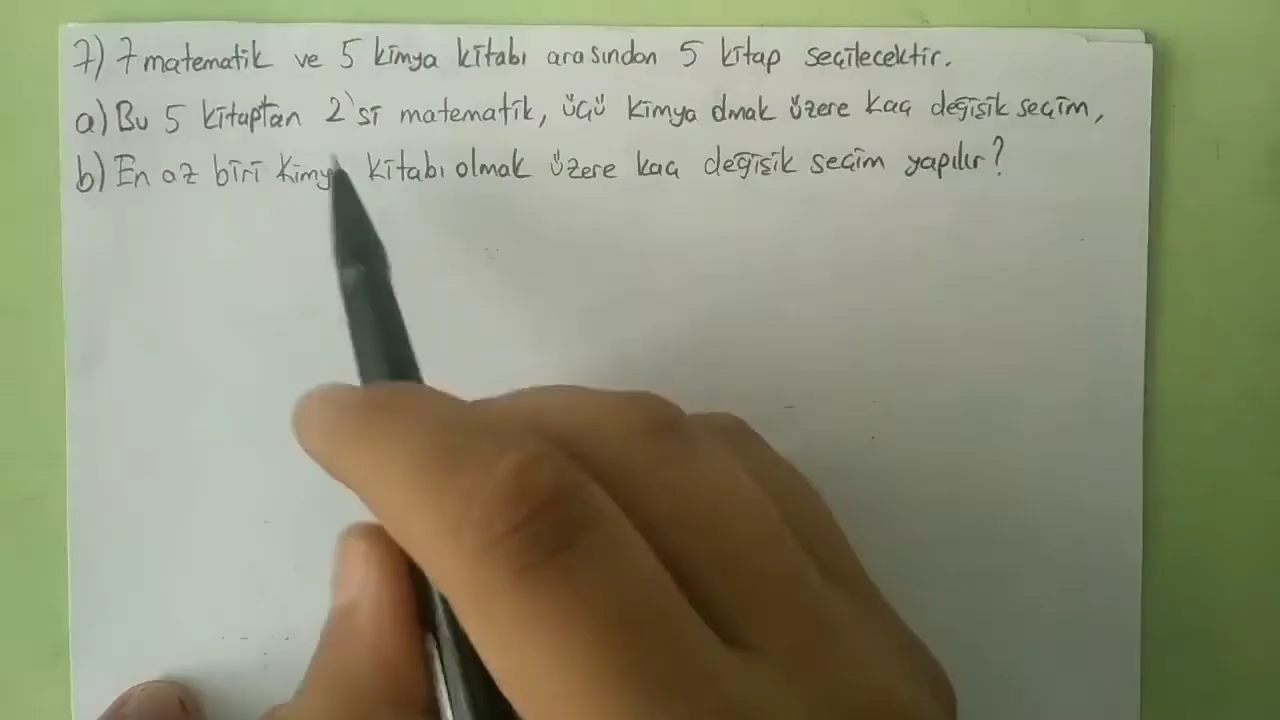 7) 7 matematik ve 5 kimya kitabı arasından 5 kitap seçilecektir.
a) Bu 5 kitaptan 2'si matematik, üçü kimya olmak üzere kaç değişik seçim,
b) En az biri kimya kitabı olmak üzere kaç değişik seçim yapılır?